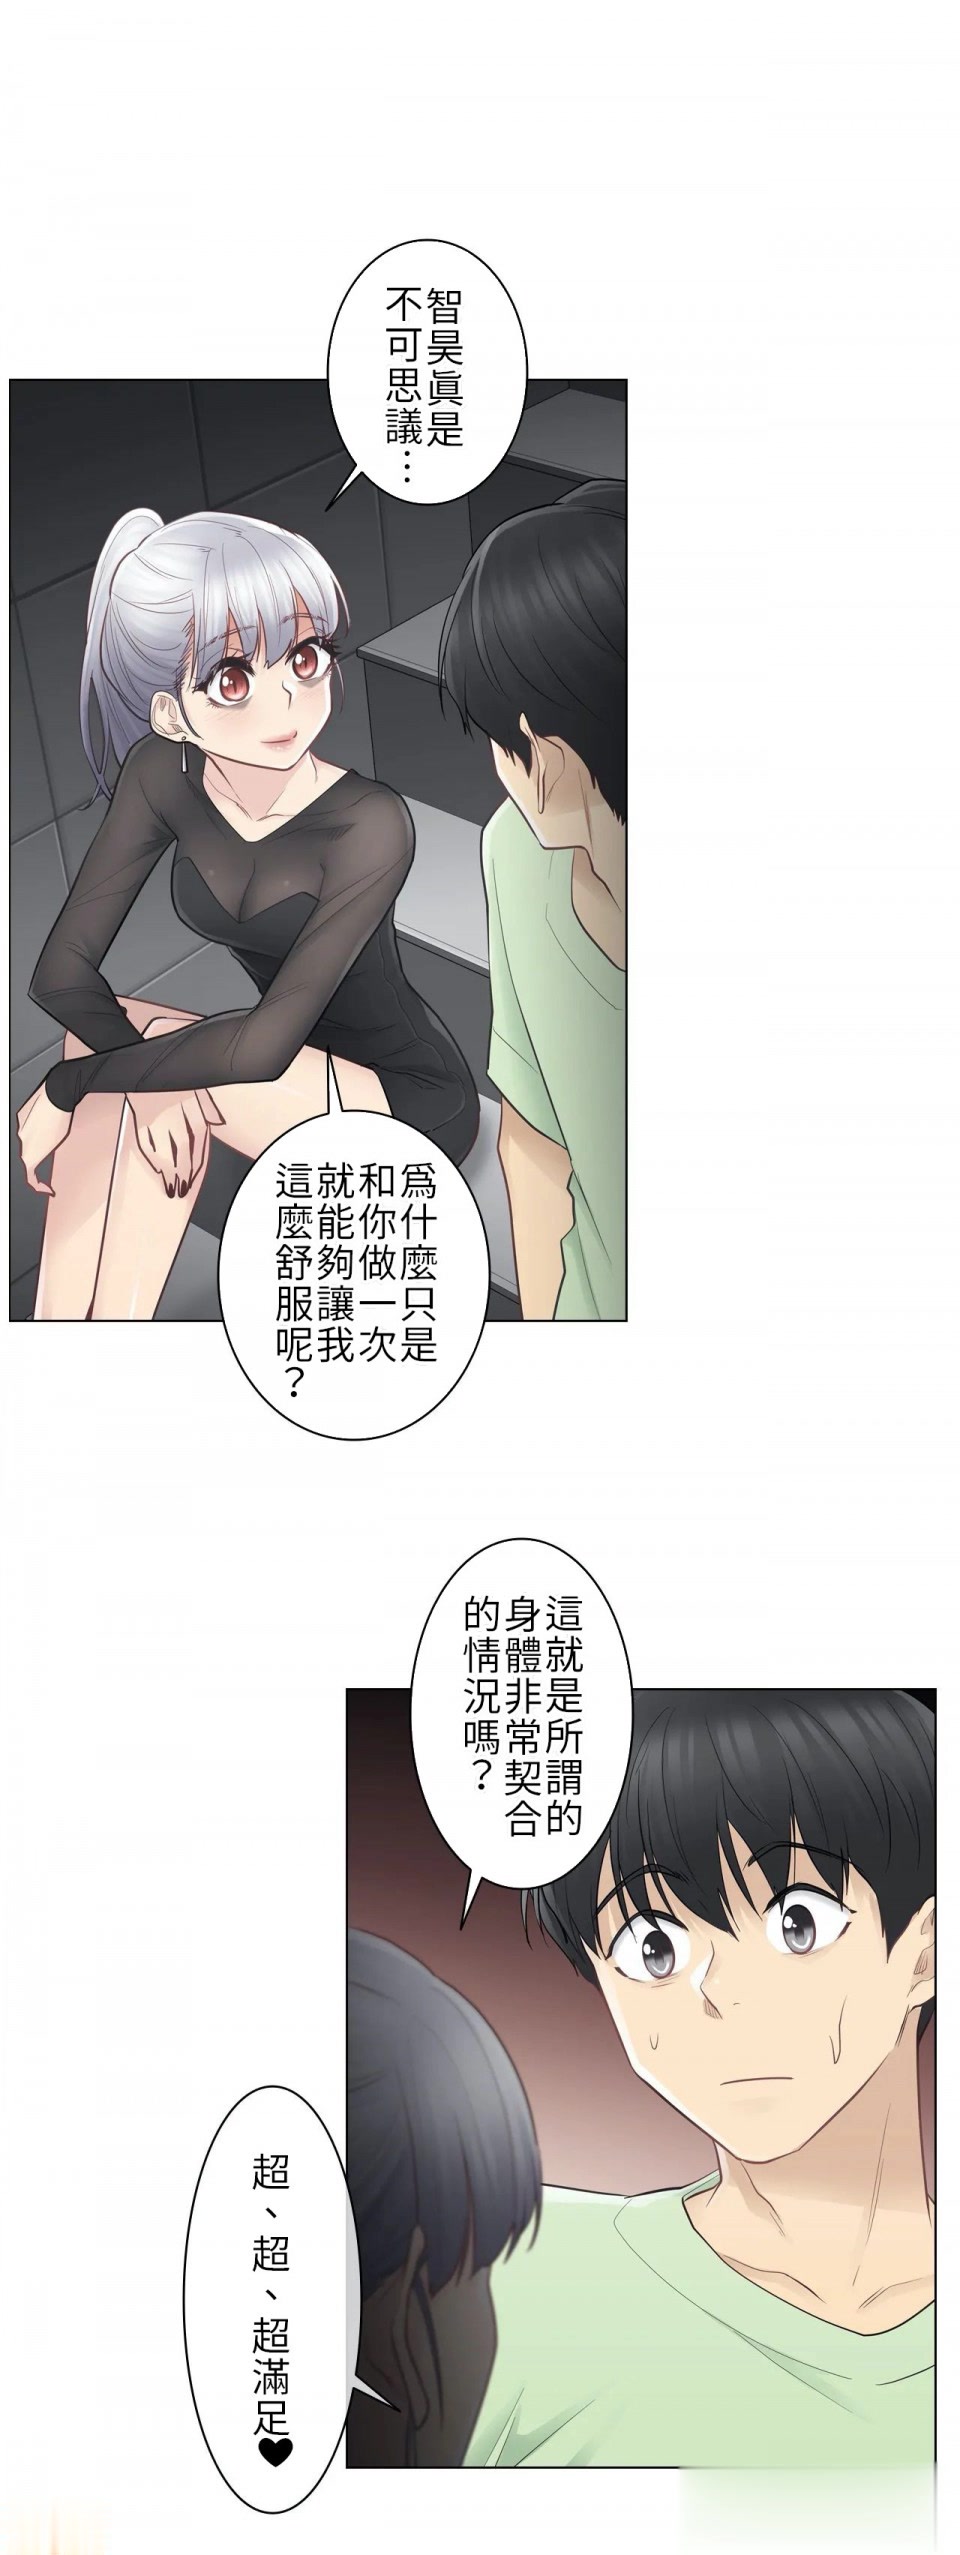 智昊眞是
不可思議⋯
爲什麼只是
和你做一次
就能夠讓我
這麼舒服呢？
這就是所謂的
身體非常契合
的情況嗎？
超、超、超滿足♥